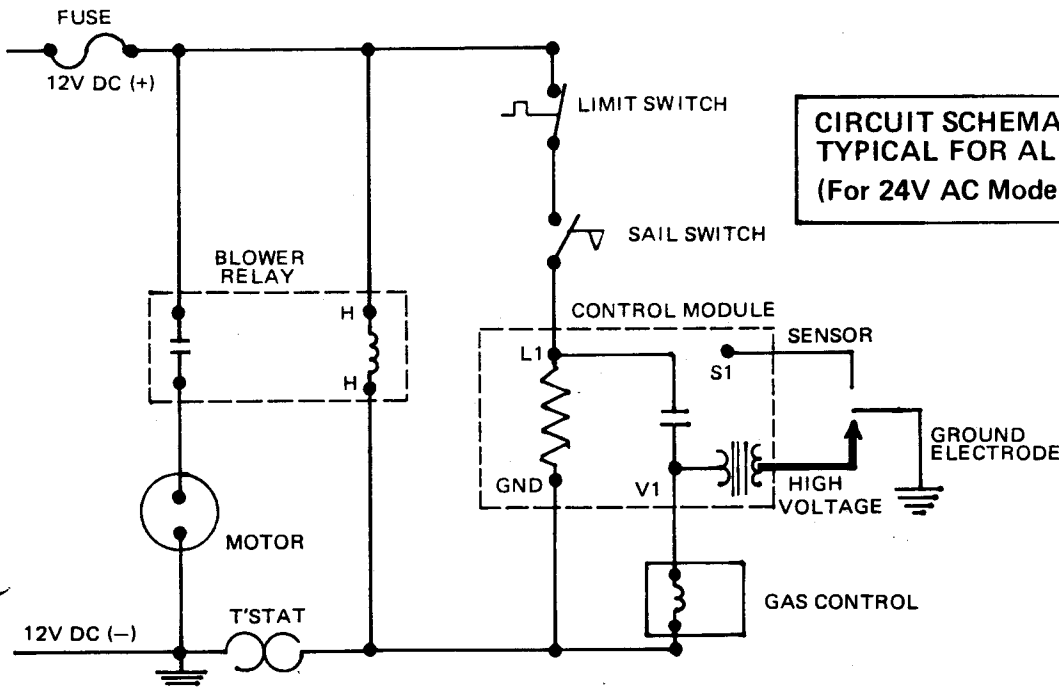 FUSE
12V DC (+)
LIMIT SWITCH
CIRCUIT SCHEMA
TYPICAL FOR AL
(For 24V AC Mode
SAIL SWITCH
BLOWER
RELAY
H
H
CONTROL MODULE
L1
S1
SENSOR
GND
V1
HIGH
VOLTAGE
GROUND
ELECTRODE
MOTOR
GAS CONTROL
T'STAT
12V DC (—)